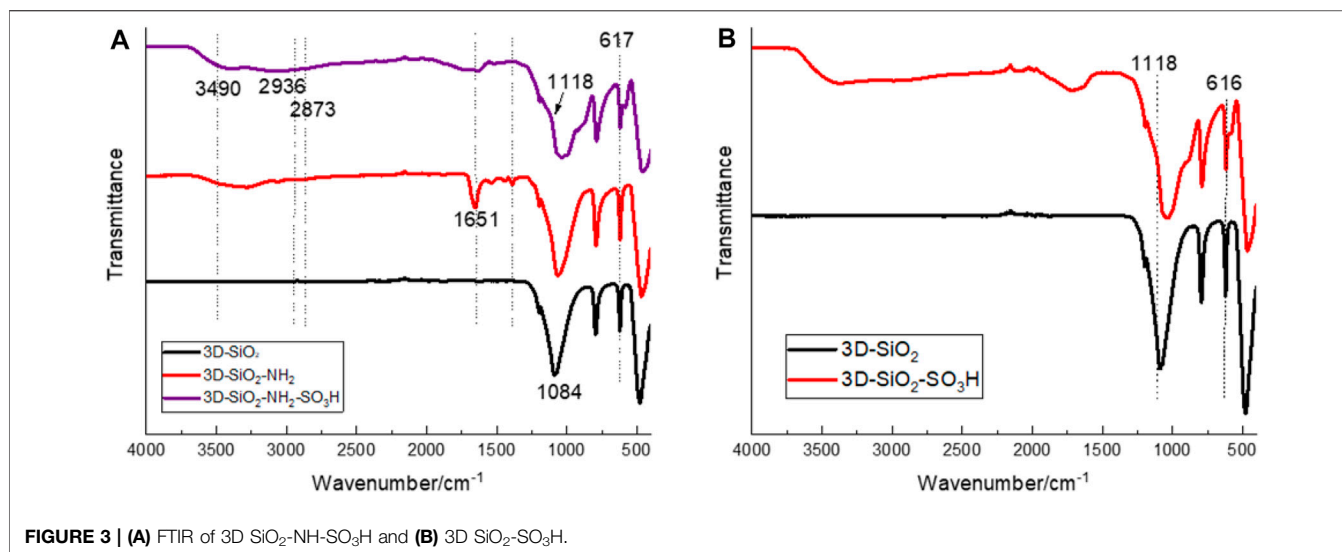 A
617
3490
2936
2873
1118
1651
1084
Transmittance
3D-SiO₂
3D-SiO₂-NH₂
3D-SiO₂-NH₂-SO₃H
4000 3500 3000 2500 2000 1500 1000 500
Wavenumber/cm⁻¹
B
1118
616
Transmittance
3D-SiO₂
3D-SiO₂-SO₃H
4000 3500 3000 2500 2000 1500 1000 500
Wavenumber/cm⁻¹
FIGURE 3 | (A) FTIR of 3D SiO₂-NH-SO₃H and (B) 3D SiO₂-SO₃H.